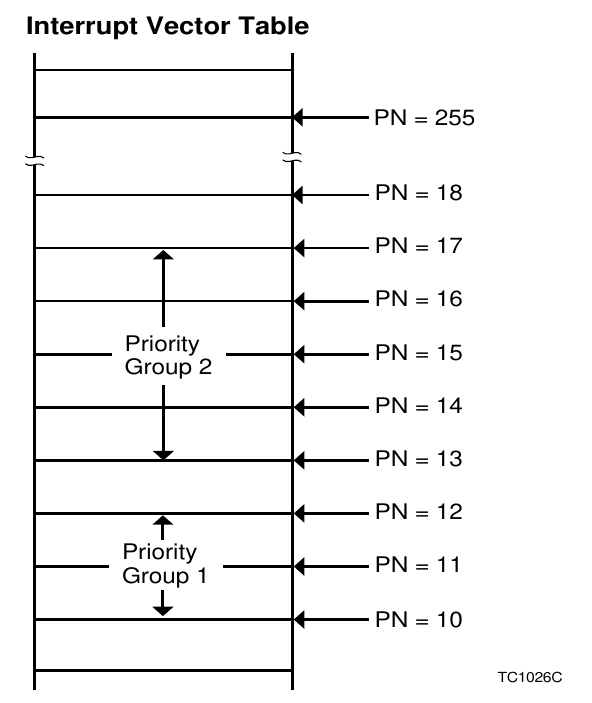 Interrupt Vector Table
PN = 255
PN = 18
PN = 17
PN = 16
Priority
Group 2
PN = 15
PN = 14
PN = 13
PN = 12
Priority
Group 1
PN = 11
PN = 10
TC1026C